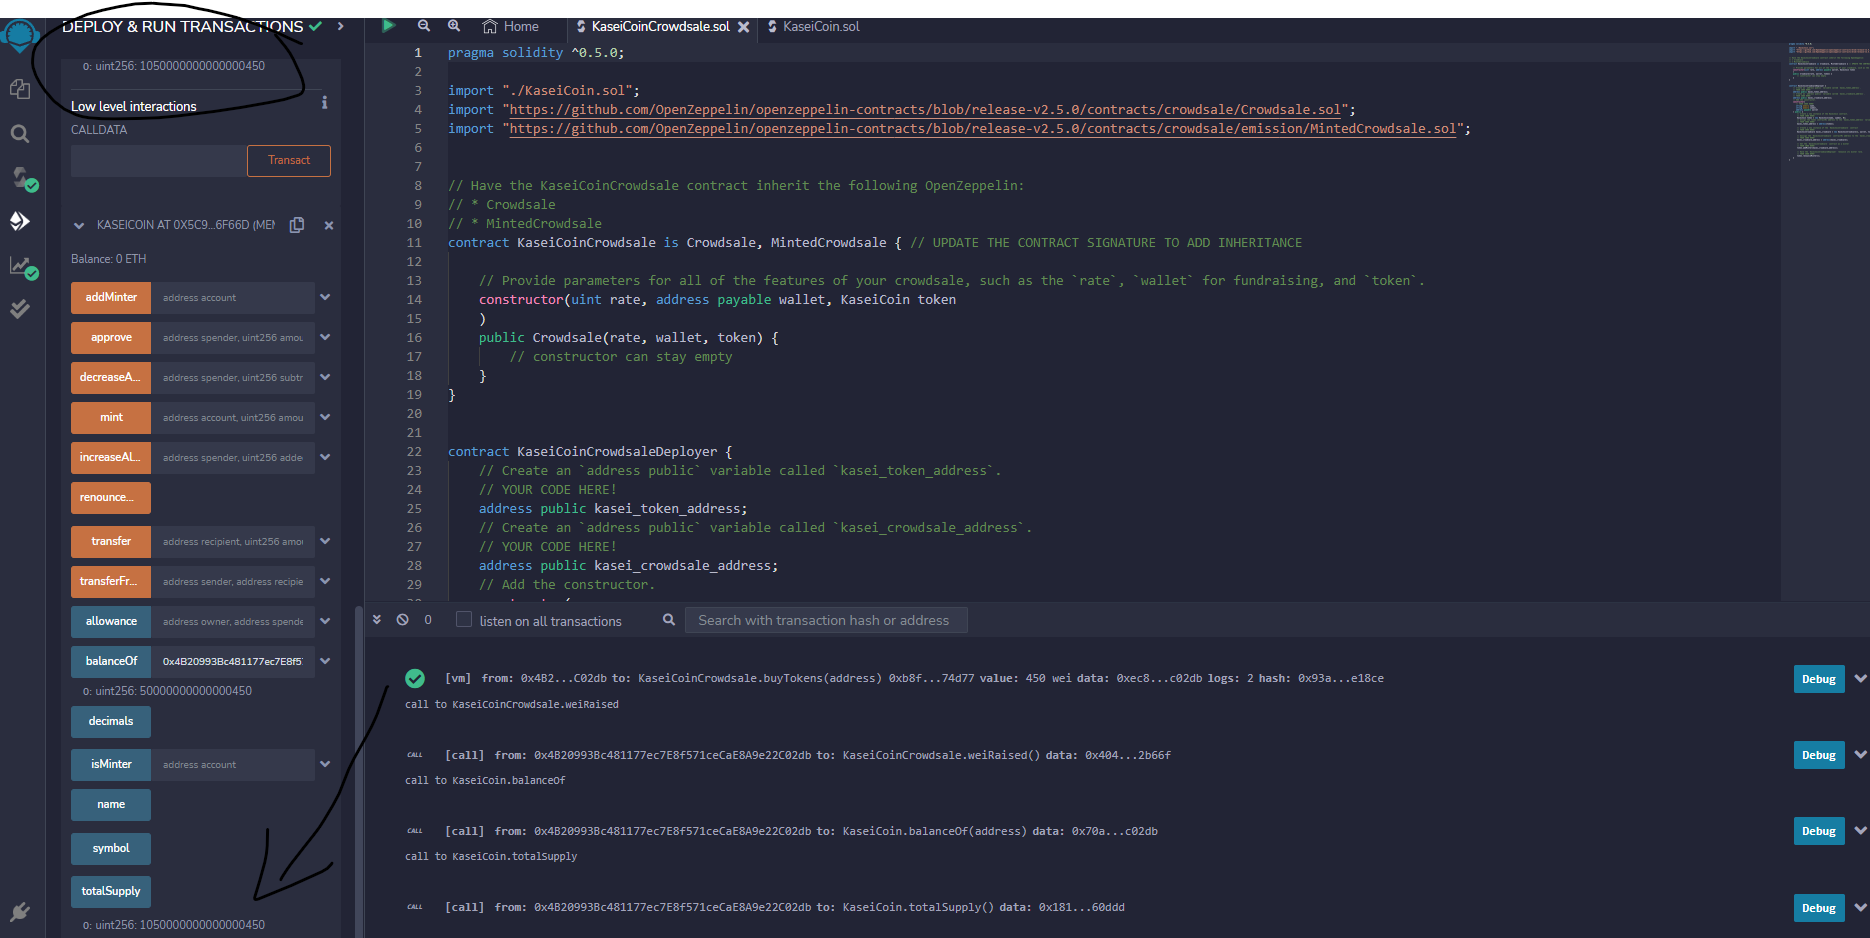 DEPLOY & RUN TRANSACTIONS
0: uint256: 1050000000000000450
Low level interactions
i
CALLDATA
Transact
KASEICOIN AT 0X5C9...6F66D (MEM
Balance: 0 ETH
addMinter address account
approve address spender, uint256 amou
decreaseA... address spender, uint256 subtr
mint address account, uint256 amou
increaseAl... address spender, uint256 adde
renounce...
transfer address recipient, uint256 amou
transferFr... address sender, address recipie
allowance address owner, address spende
balanceOf 0x4B20993Bc481177ec7E8f57
0: uint256: 50000000000000450
decimals
isMinter address account
name
symbol
totalSupply
0: uint256: 1050000000000000450
Home
KaseiCoinCrowdsale.sol
KaseiCoin.sol
1 pragma solidity ^0.5.0;
2
3 import "./KaseiCoin.sol";
4 import "https://github.com/OpenZeppelin/openzeppelin-contracts/blob/release-v2.5.0/contracts/crowdsale/Crowdsale.sol";
5 import "https://github.com/OpenZeppelin/openzeppelin-contracts/blob/release-v2.5.0/contracts/crowdsale/emission/MintedCrowdsale.sol";
6
7
8 // Have the KaseiCoinCrowdsale contract inherit the following OpenZeppelin:
9 // * Crowdsale
10 // * MintedCrowdsale
11 contract KaseiCoinCrowdsale is Crowdsale, MintedCrowdsale { // UPDATE THE CONTRACT SIGNATURE TO ADD INHERITANCE
12
13 // Provide parameters for all of the features of your crowdsale, such as the `rate`, `wallet` for fundraising, and `token`.
14 constructor(uint rate, address payable wallet, KaseiCoin token
15 )
16 public Crowdsale(rate, wallet, token) {
17 // constructor can stay empty
18 }
19 }
20
21
22 contract KaseiCoinCrowdsaleDeployer {
23 // Create an `address public` variable called `kasei_token_address`.
24 // YOUR CODE HERE!
25 address public kasei_token_address;
26 // Create an `address public` variable called `kasei_crowdsale_address`.
27 // YOUR CODE HERE!
28 address public kasei_crowdsale_address;
29 // Add the constructor.
0
listen on all transactions
Search with transaction hash or address
[vm] from: 0x4B2...C02db to: KaseiCoinCrowdsale.buyTokens(address) 0xb8f...74d77 value: 450 wei data: 0xec8...c02db logs: 2 hash: 0x93a...e18ce
Debug
call to KaseiCoinCrowdsale.weiRaised
CALL [call] from: 0x4B20993Bc481177ec7E8f571ceCaE8A9e22C02db to: KaseiCoinCrowdsale.weiRaised() data: 0x404...2b66f
Debug
call to KaseiCoin.balanceOf
CALL [call] from: 0x4B20993Bc481177ec7E8f571ceCaE8A9e22C02db to: KaseiCoin.balanceOf(address) data: 0x70a...c02db
Debug
call to KaseiCoin.totalSupply
CALL [call] from: 0x4B20993Bc481177ec7E8f571ceCaE8A9e22C02db to: KaseiCoin.totalSupply() data: 0x181...60ddd
Debug